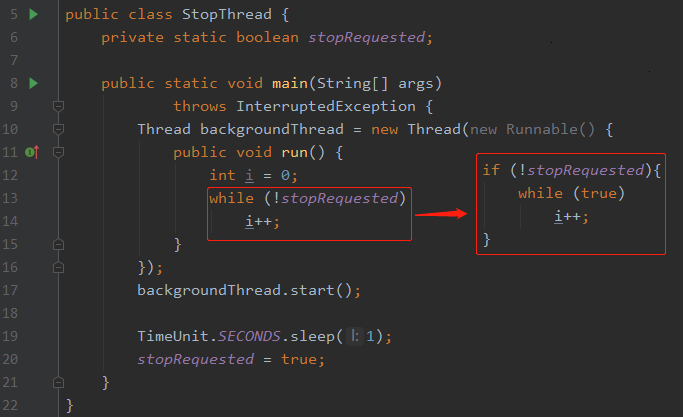 5 public class StopThread {
6 private static boolean stopRequested;
7
8 public static void main(String[] args)
9 throws InterruptedException {
10 Thread backgroundThread = new Thread(new Runnable() {
11 public void run() {
12 int i = 0;
13 while (!stopRequested)
14 i++;
15 }
16 });
17 backgroundThread.start();
18
19 TimeUnit.SECONDS.sleep(l: 1);
20 stopRequested = true;
21 }
22 }
if (!stopRequested){
while (true)
i++;
}